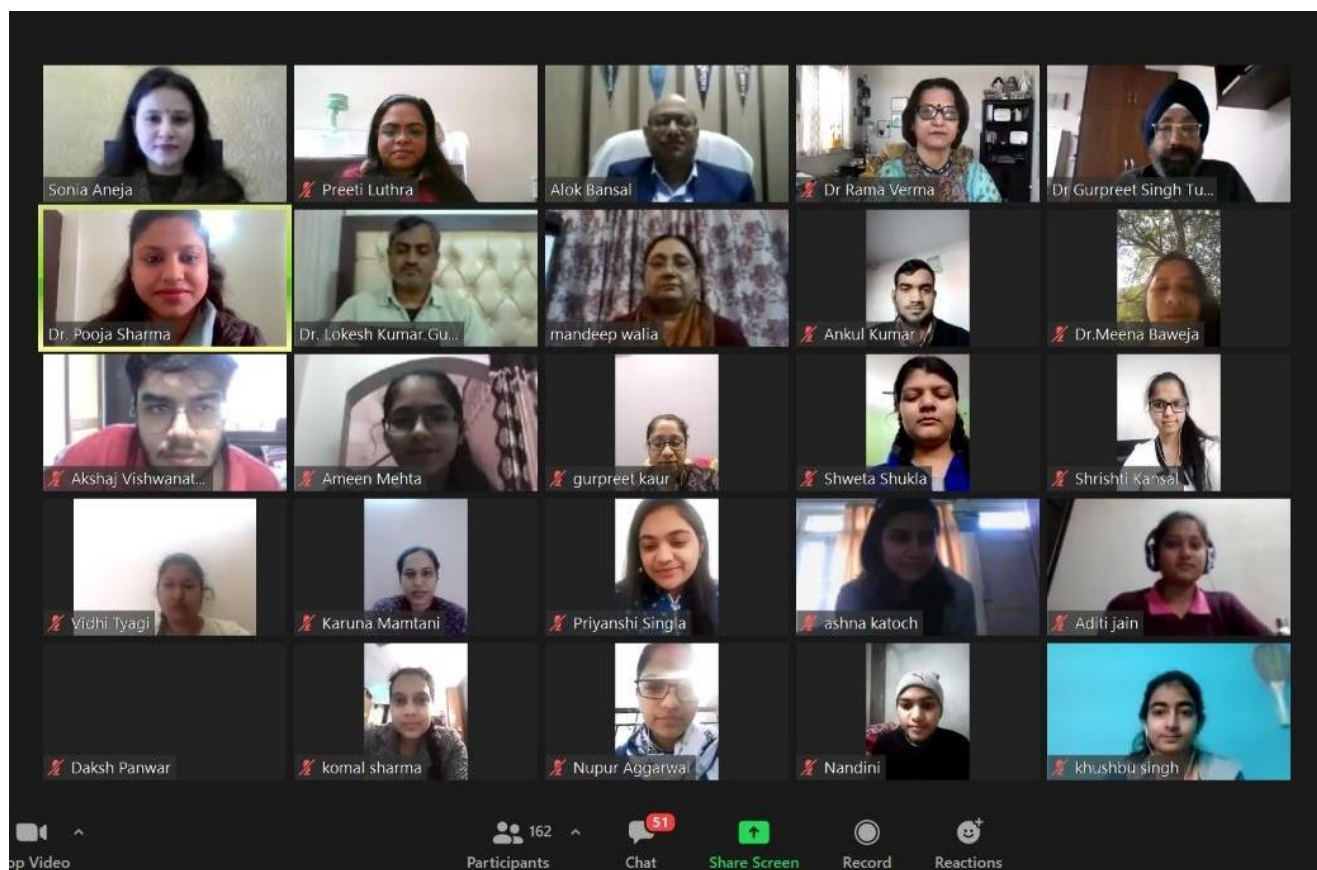 Sonia Aneja
Preeti Luthra
Alok Bansal
Dr Rama Verma
Dr Gurpreet Singh Tu...
Dr. Pooja Sharma
Dr. Lokesh Kumar Gu...
mandeep walia
Ankul Kumar
Dr.Meena Baweja
Akshaj Vishwanat...
Ameen Mehta
gurpreet kaur
Shweta Shukla
Shrishti Kansal
Vidhi Tyagi
Karuna Mamtani
Priyanshi Singla
ashna katoch
Aditi jain
Daksh Panwar
komal sharma
Nupur Aggarwal
Nandini
khushbu singh
162
51
op Video
Participants
Chat
Share Screen
Record
Reactions